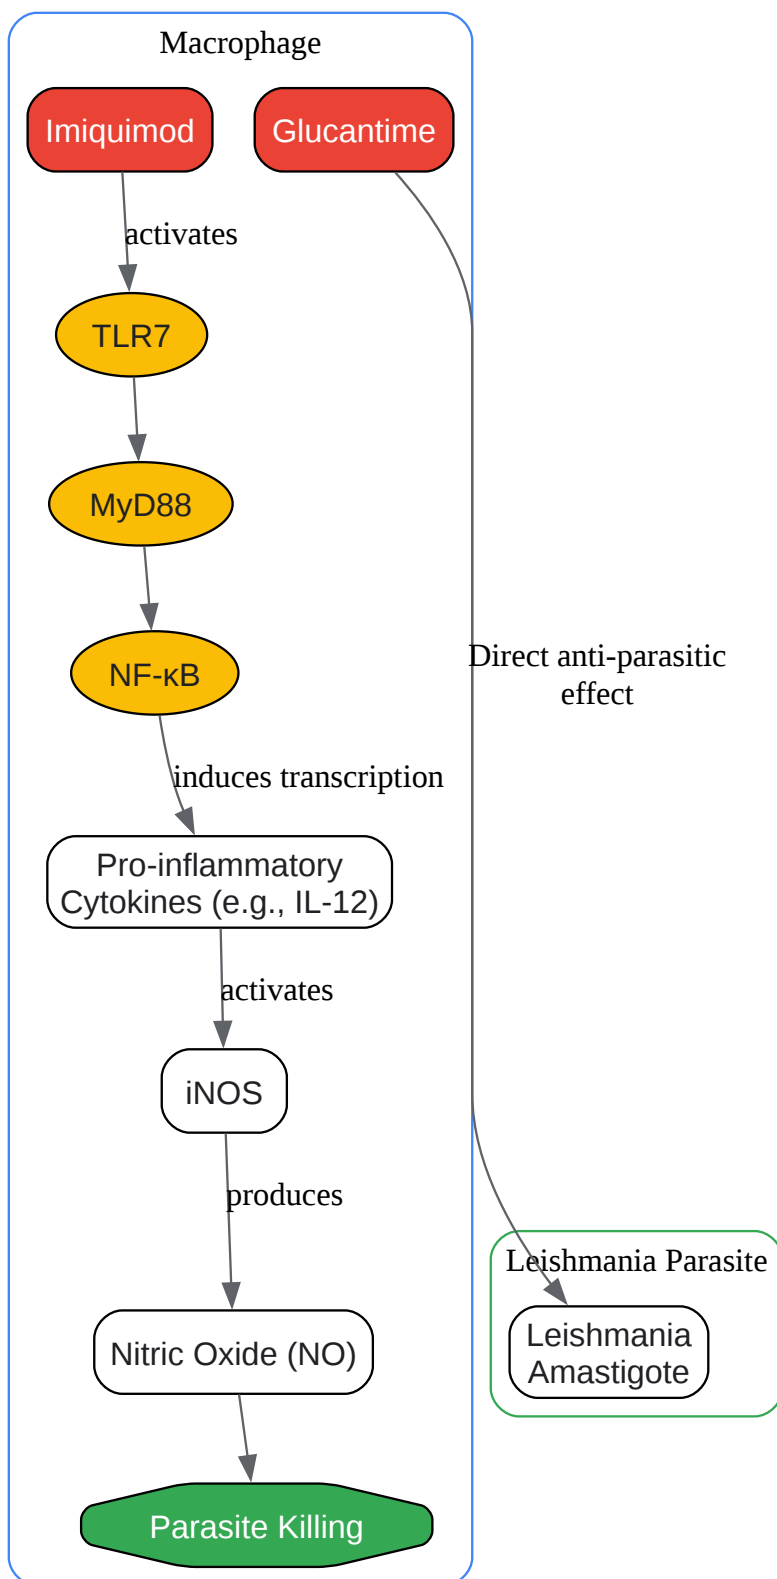 Macrophage
Imiquimod
Glucantime
activates
TLR7
MyD88
NF-κB
Direct anti-parasitic
effect
induces transcription
Pro-inflammatory
Cytokines (e.g., IL-12)
activates
iNOS
produces
Leishmania Parasite
Leishmania
Amastigote
Nitric Oxide (NO)
Parasite Killing